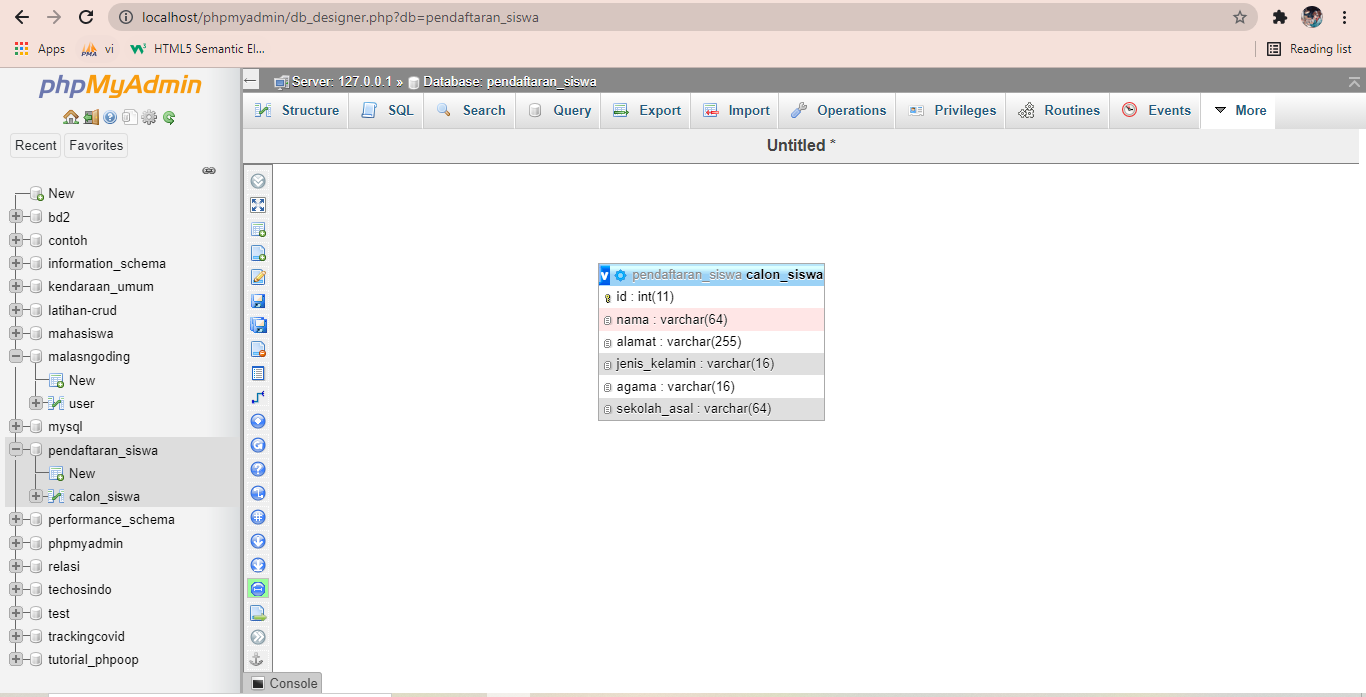 localhost/phpmyadmin/db_designer.php?db=pendaftaran_siswa
Apps PMA vi HTML5 Semantic El... Reading list
phpMyAdmin
Server: 127.0.0.1 » Database: pendaftaran_siswa
Structure SQL Search Query Export Import Operations Privileges Routines Events More
Recent Favorites
Untitled *
New
bd2
contoh
information_schema
kendaraan_umum
latihan-crud
mahasiswa
malasngoding
New
user
mysql
pendaftaran_siswa
New
calon_siswa
performance_schema
phpmyadmin
relasi
techosindo
test
trackingcovid
tutorial_phpoop
v pendaftaran_siswa calon_siswa
id : int(11)
nama : varchar(64)
alamat : varchar(255)
jenis_kelamin : varchar(16)
agama : varchar(16)
sekolah_asal : varchar(64)
Console